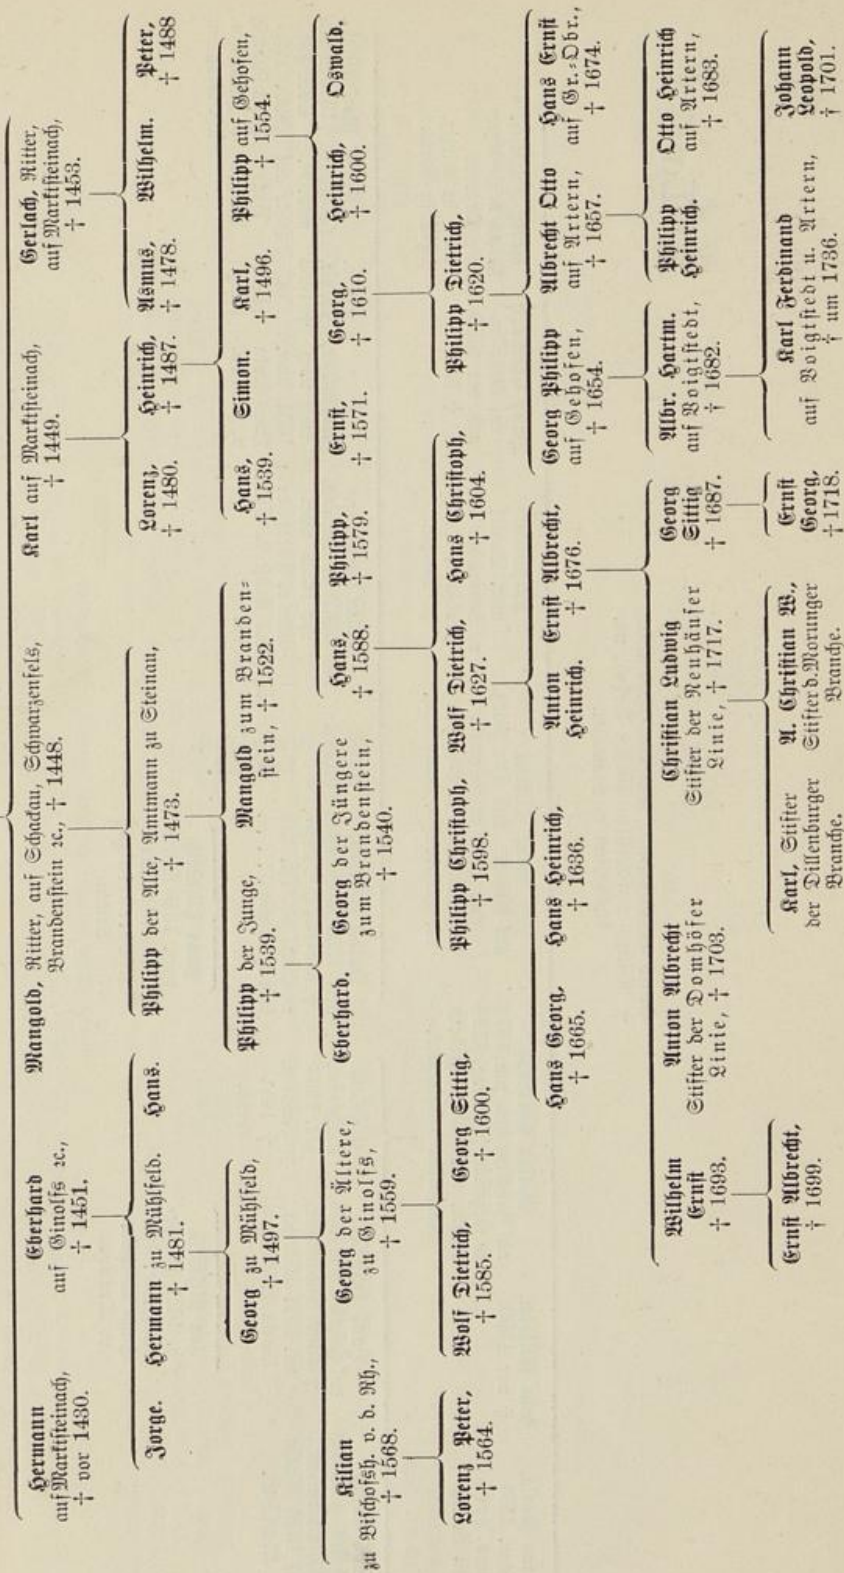 Hermann
auf Marktsteinach,
† vor 1430.
Eberhard
auf Ginolfs ꝛc.,
† 1451.
Mangold, Ritter, auf Schackau, Schwarzenfels,
Brandenstein ꝛc., † 1448.
Karl auf Marktsteinach,
† 1449.
Gerlach, Ritter,
auf Marktsteinach,
† 1453.
Jorge.
Hermann zu Mühlfeld.
† 1481.
Hans.
Philipp der Alte, Amtmann zu Steinau,
† 1473.
Lorenz,
† 1480.
Heinrich,
† 1487.
Asmus,
† 1478.
Wilhelm.
Peter,
† 1488
Georg zu Mühlfeld,
† 1497.
Philipp der Junge,
† 1539.
Mangold zum Branden⸗
stein, † 1522.
Hans,
† 1539.
Simon.
Karl,
† 1496.
Philipp auf Gehofen,
† 1554.
Kilian
zu Bischofsh. v. d. Rh.,
† 1568.
Georg der Ältere,
zu Ginolfs,
† 1559.
Eberhard.
Georg der Jüngere
zum Brandenstein,
† 1540.
Hans,
† 1588.
Philipp,
† 1579.
Ernst,
† 1571.
Georg,
† 1610.
Heinrich,
† 1600.
Oswald.
Lorenz Peter,
† 1564.
Wolf Dietrich,
† 1585.
Georg Sittig,
† 1600.
Philipp Christoph,
† 1598.
Wolf Dietrich,
† 1627.
Hans Christoph,
† 1604.
Philipp Dietrich,
† 1620.
Hans Georg,
† 1665.
Hans Heinrich,
† 1636.
Anton
Heinrich.
Ernst Albrecht,
† 1676.
Georg Philipp
auf Gehofen,
† 1654.
Albrecht Otto
auf Artern,
† 1657.
Hans Ernst
auf Gr.⸗Obr.,
† 1674.
Wilhelm
Ernst
† 1693.
Anton Albrecht
Stifter der Domhöfer
Linie, † 1703.
Christian Ludwig
Stifter der Neuhäuser
Linie, † 1717.
Georg
Sittig
† 1687.
Albr. Hartm.
auf Voigtstedt,
† 1682.
Philipp
Heinrich.
Otto Heinrich
auf Artern,
† 1683.
Ernst Albrecht,
† 1699.
Karl, Stifter
der Dillenburger
Branche.
A. Christian W.,
Stifter d. Morunger
Branche.
Ernst
Georg,
† 1718.
Karl Ferdinand
auf Voigtstedt u. Artern,
† um 1736.
Johann
Leopold,
† 1701.